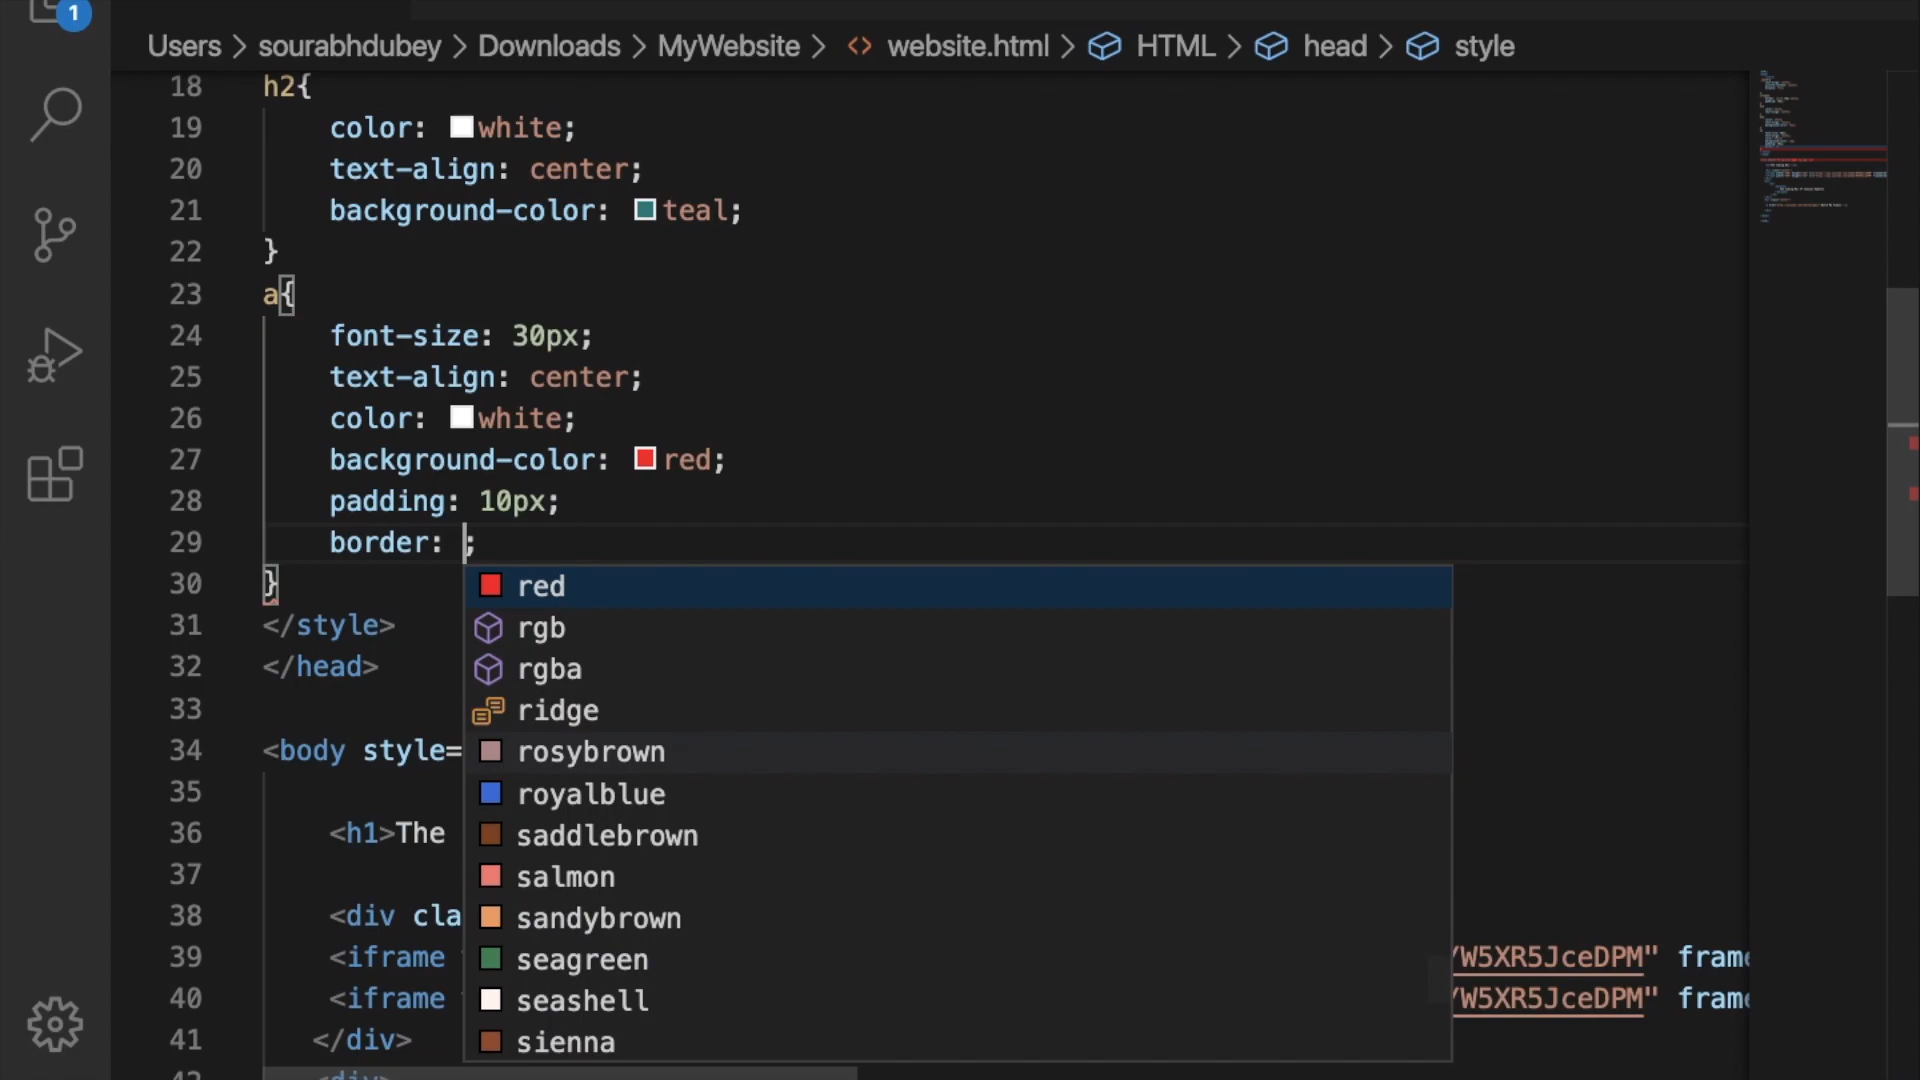 1
Users > sourabhdubey > Downloads > MyWebsite > <> website.html > HTML > head > style
18 h2{
19 color: white;
20 text-align: center;
21 background-color: teal;
22 }
23 a{
24 font-size: 30px;
25 text-align: center;
26 color: white;
27 background-color: red;
28 padding: 10px;
29 border: ;
30 }
red
31 </style>
rgb
32 </head>
rgba
33
ridge
34 <body style=
rosybrown
35
royalblue
36 <h1>The
saddlebrown
37
salmon
38 <div cla
sandybrown
39 <iframe
seagreen
/W5XR5JceDPM" frame
40 <iframe
seashell
/W5XR5JceDPM" frame
41 </div>
sienna
42 <div>